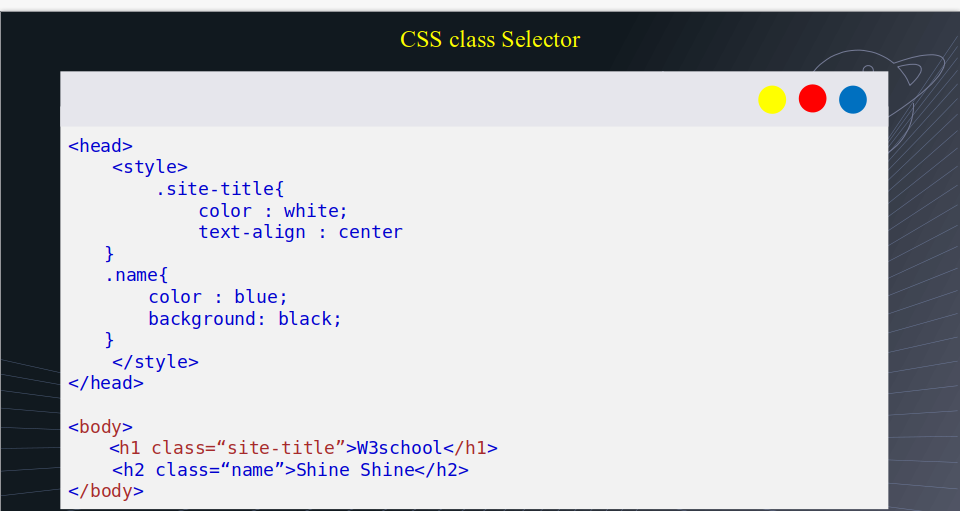 CSS class Selector
<head>
    <style>
        .site-title{
            color : white;
            text-align : center
   }
   .name{
       color : blue;
       background: black;
   }
    </style>
</head>
<body>
    <h1 class=“site-title”>W3school</h1>
    <h2 class=“name”>Shine Shine</h2>
</body>